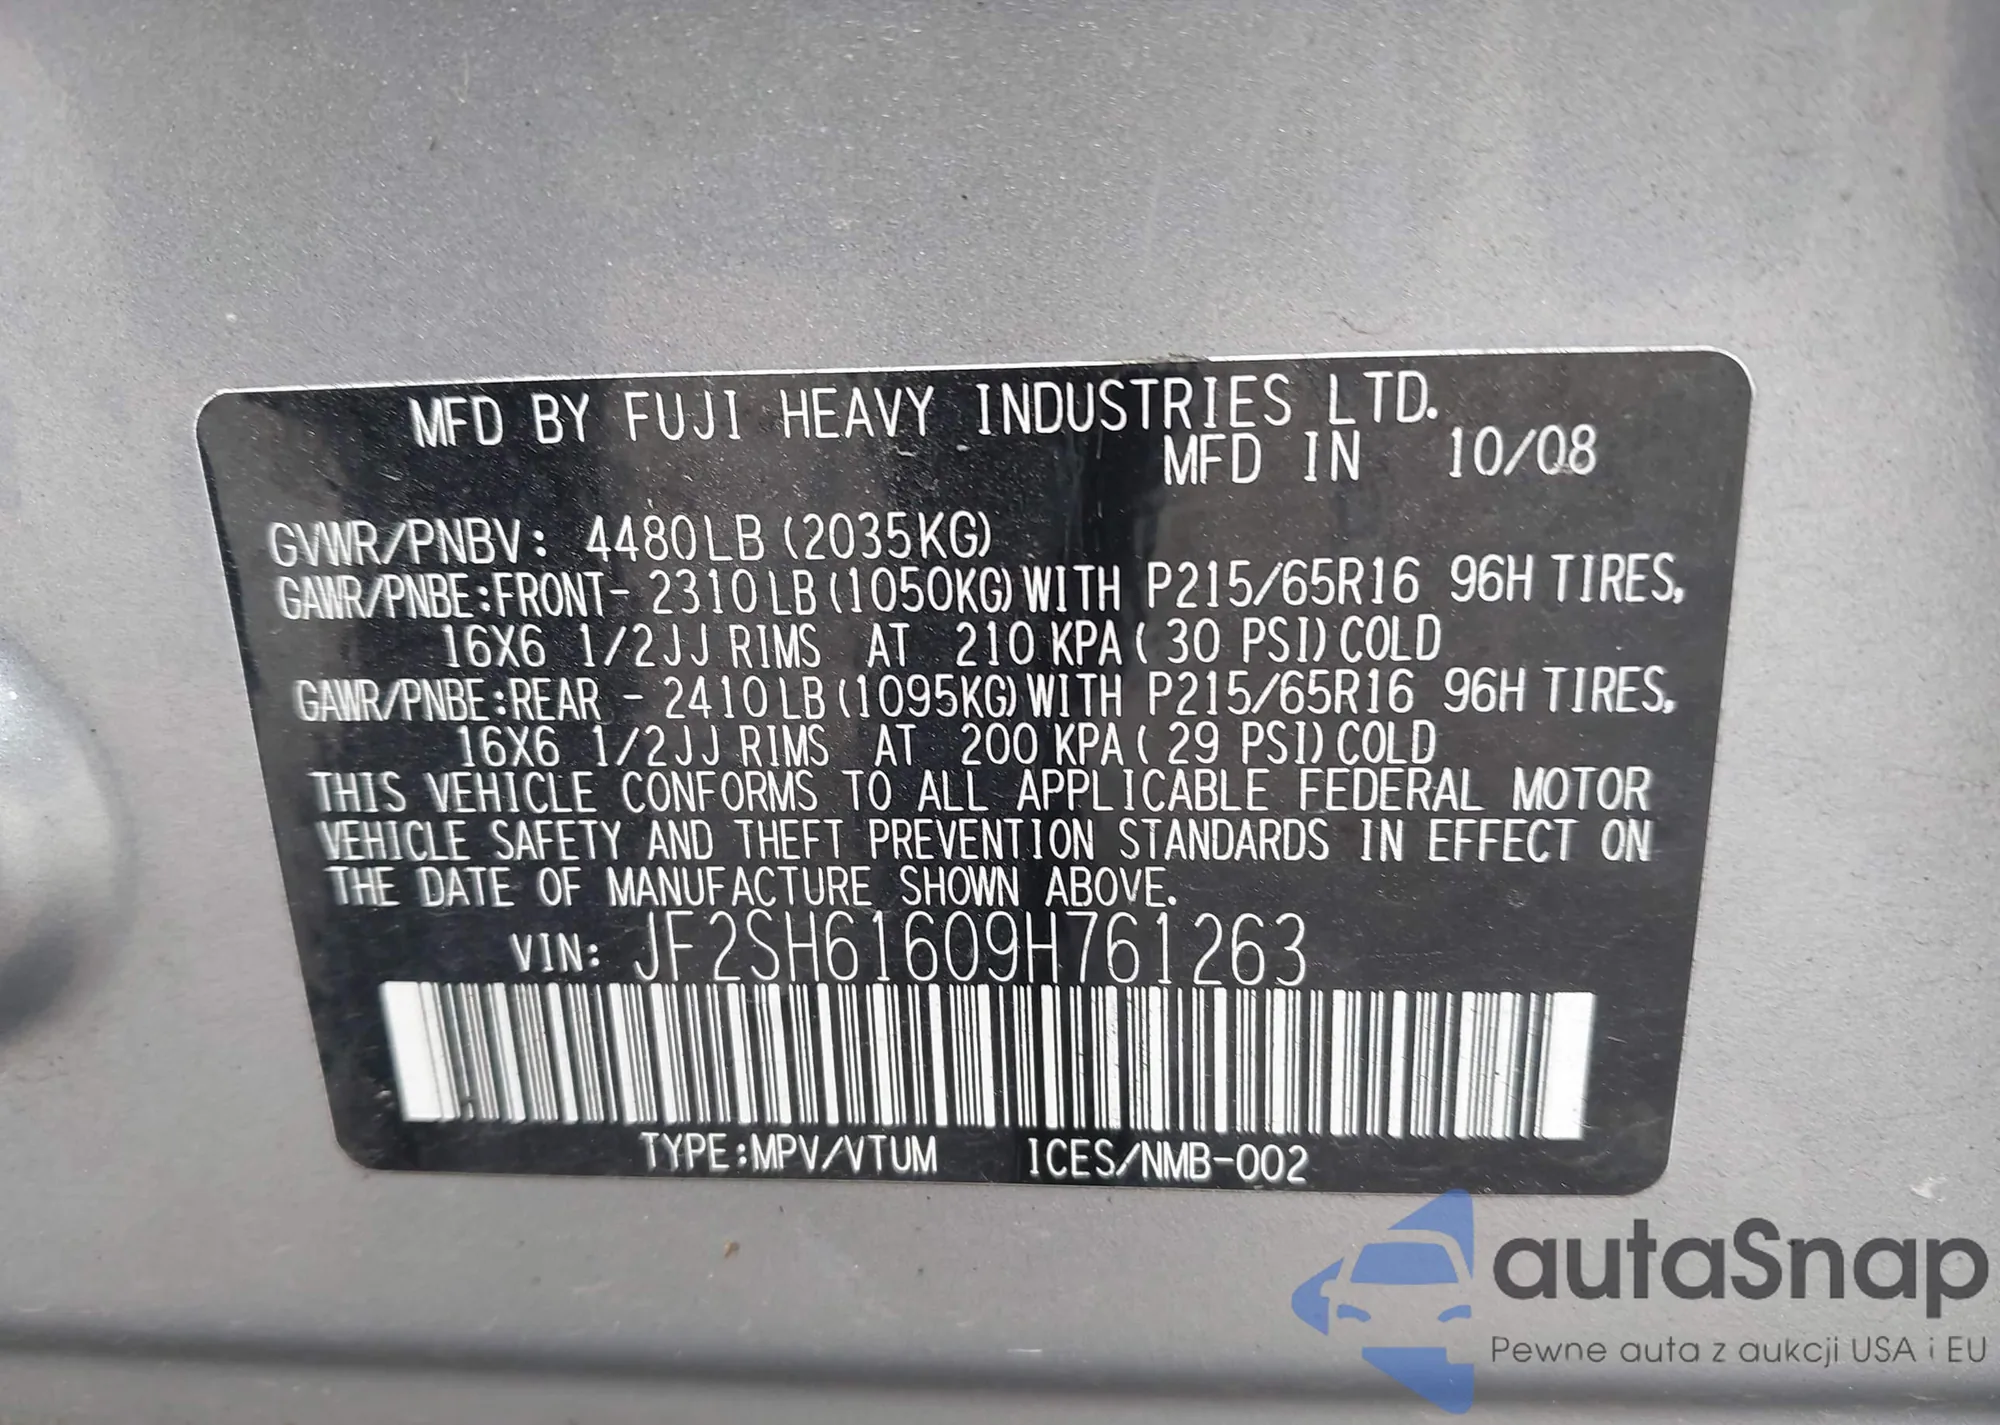 MFD BY FUJI HEAVY INDUSTRIES LTD.
MFD IN 10/08
GVWR/PNBV: 4480LB (2035KG)
GAWR/PNBE:FRONT- 2310LB(1050KG)WITH P215/65R16 96H TIRES,
16X6 1/2JJ RIMS AT 210 KPA( 30 PSI)COLD
GAWR/PNBE:REAR - 2410LB(1095KG)WITH P215/65R16 96H TIRES,
16X6 1/2JJ RIMS AT 200 KPA( 29 PSI)COLD
THIS VEHICLE CONFORMS TO ALL APPLICABLE FEDERAL MOTOR
VEHICLE SAFETY AND THEFT PREVENTION STANDARDS IN EFFECT ON
THE DATE OF MANUFACTURE SHOWN ABOVE.
VIN: JF2SH61609H761263
TYPE:MPV/VTUM ICES/NMB-002
autaSnap
Pewne auta z aukcji USA i EU